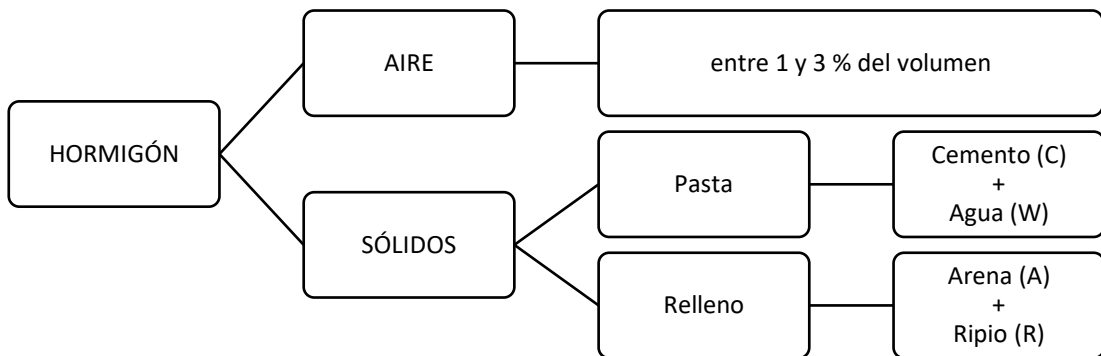 HORMIGÓN
AIRE
entre 1 y 3 % del volumen
SÓLIDOS
Pasta
Cemento (C)
+
Agua (W)
Relleno
Arena (A)
+
Ripio (R)